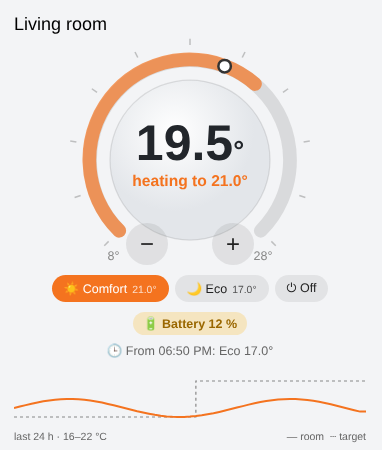 Living room
19.5°
heating to 21.0°
− +
8° 28°
☀️ Comfort 21.0° 🌙 Eco 17.0° ⏻ Off
🔋 Battery 12 %
🕒 From 06:50 PM: Eco 17.0°
last 24 h · 16–22 °C — room ┄ target